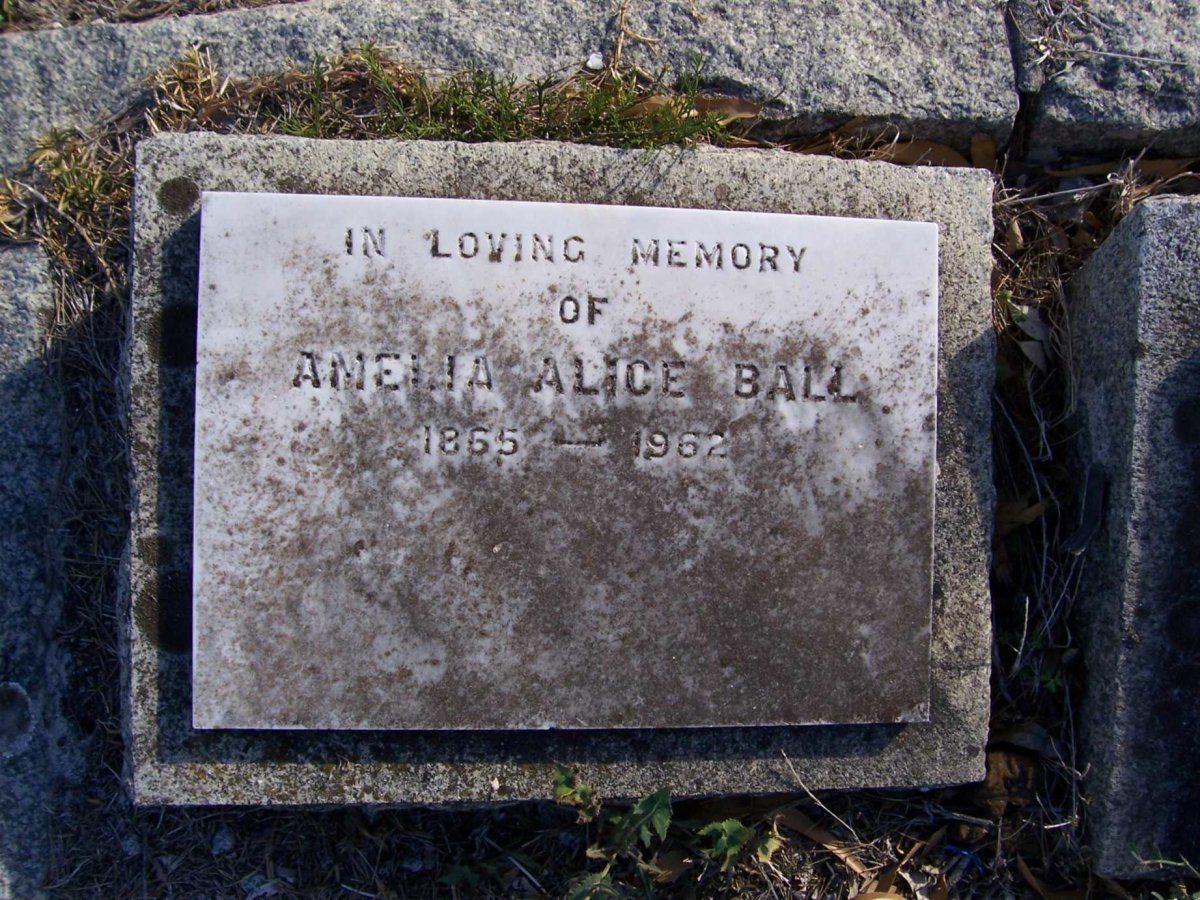 IN LOVING MEMORY
OF
AMELIA ALICE BALL
1865 — 1962